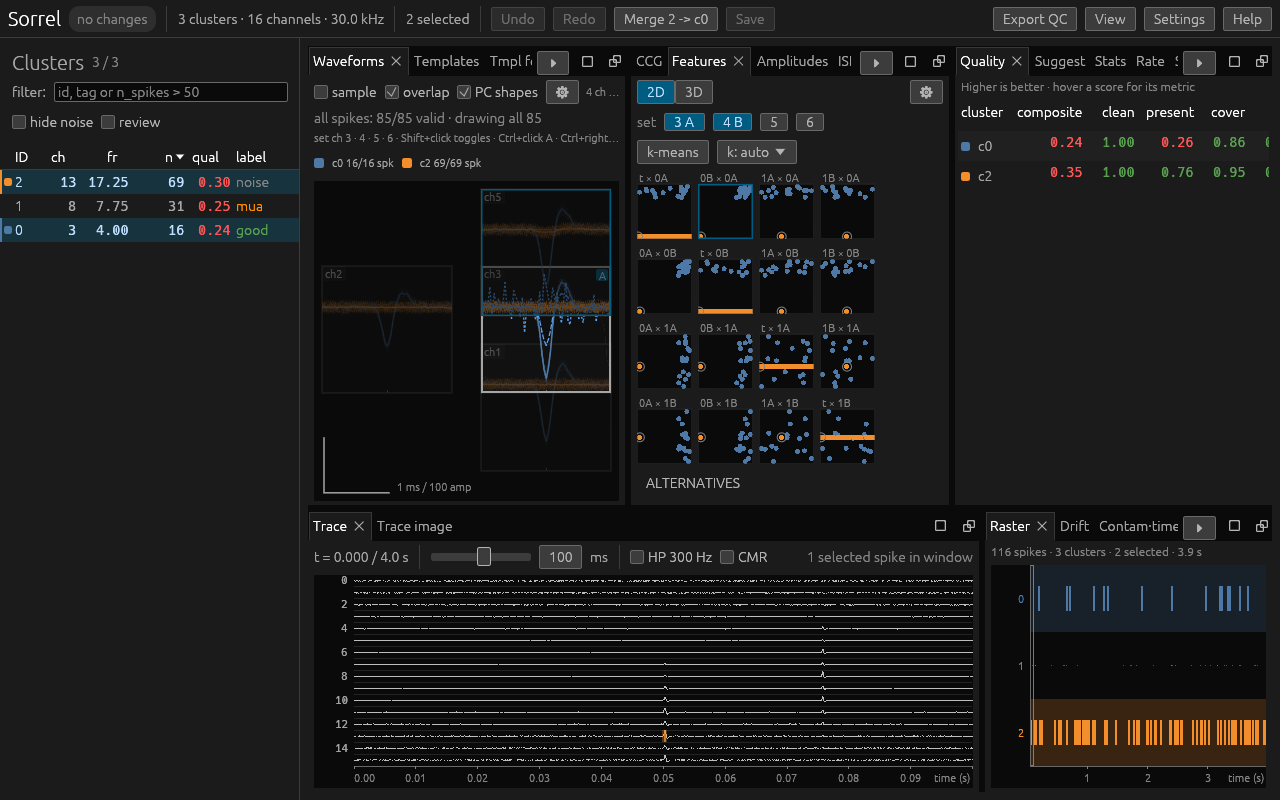 Sorrel no changes 3 clusters · 16 channels · 30.0 kHz 2 selected Undo Redo Merge 2 -> c0 Save Export QC View Settings Help
Clusters 3 / 3
filter: id, tag or n_spikes > 50
hide noise review
ID ch fr n qual label
2 13 17.25 69 0.30 noise
1 8 7.75 31 0.25 mua
0 3 4.00 16 0.24 good
Waveforms Templates Tmpl
sample overlap PC shapes 4 ch ...
all spikes: 85/85 valid · drawing all 85
set ch 3 · 4 · 5 · 6 · Shift+click toggles · Ctrl+click A · Ctrl+right...
c0 16/16 spk c2 69/69 spk
ch5
ch3 A
ch2
ch1
1 ms / 100 amp
CCG Features Amplitudes ISI
2D 3D
set 3 A 4 B 5 6
k-means k: auto
t × 0A 0B × 0A 1A × 0A 1B × 0A
0A × 0B t × 0B 1A × 0B 1B × 0B
0A × 1A 0B × 1A t × 1A 1B × 1A
0A × 1B 0B × 1B 1A × 1B t × 1B
ALTERNATIVES
Quality Suggest Stats Rate
Higher is better · hover a score for its metric
cluster composite clean present cover
c0 0.24 1.00 0.26 0.86
c2 0.35 1.00 0.76 0.95
Trace Trace image
t = 0.000 / 4.0 s 100 ms HP 300 Hz CMR 1 selected spike in window
0
2
4
6
8
10
12
14
0.00 0.01 0.02 0.03 0.04 0.05 0.06 0.07 0.08 0.09 time (s)
Raster Drift Contam-time
116 spikes · 3 clusters · 2 selected · 3.9 s
0
1
2
1 2 3 time (s)